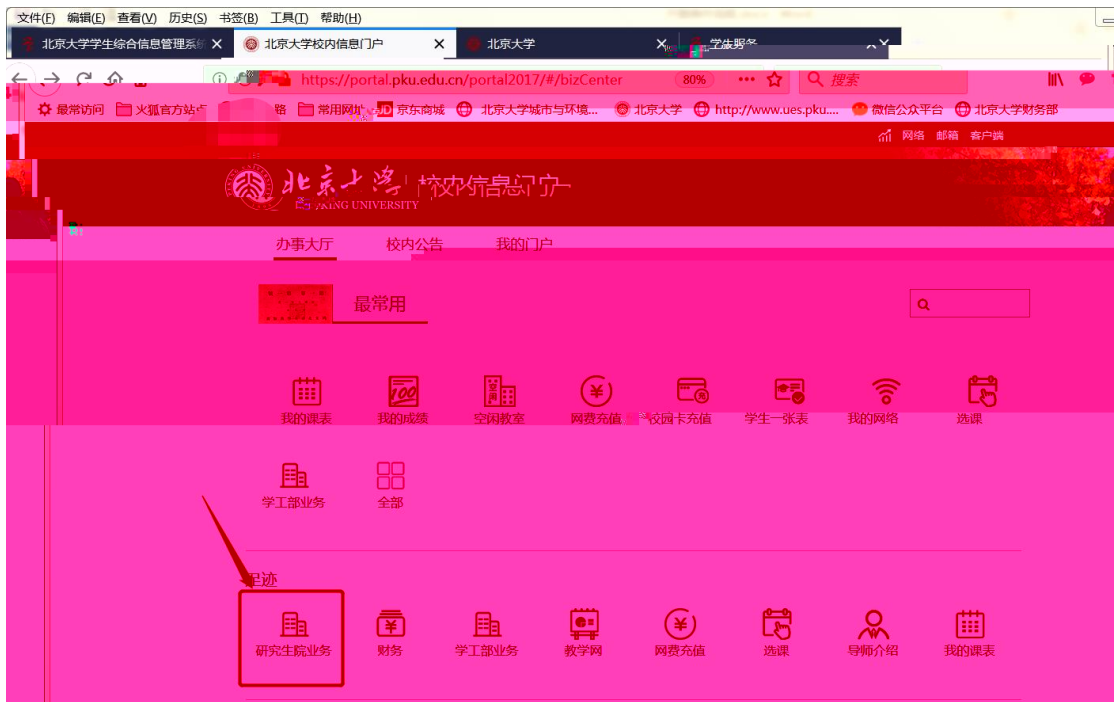 文件(F) 编辑(E) 查看(V) 历史(S) 书签(B) 工具(T) 帮助(H)
北京大学学生综合信息管理系统 × 北京大学校内信息门户 × 北京大学 ×
https://portal.pku.edu.cn/portal2017/#/bizCenter 80% 搜索
最常访问 火狐官方站点 常用网址 JD 京东商城 北京大学城市与环境... 北京大学 http://www.ues.pku.... 微信公众平台 北京大学财务部
网络 邮箱 客户端
北京大学 校内信息门户
UNIVERSITY
办事大厅 校内公告 我的门户
最常用
我的课表 我的成绩 空闲教室 网费充值 校园卡充值 学生一张表 我的网络 选课
学工部业务 全部
足迹
研究生院业务 财务 学工部业务 教学网 网费充值 选课 导师介绍 我的课表